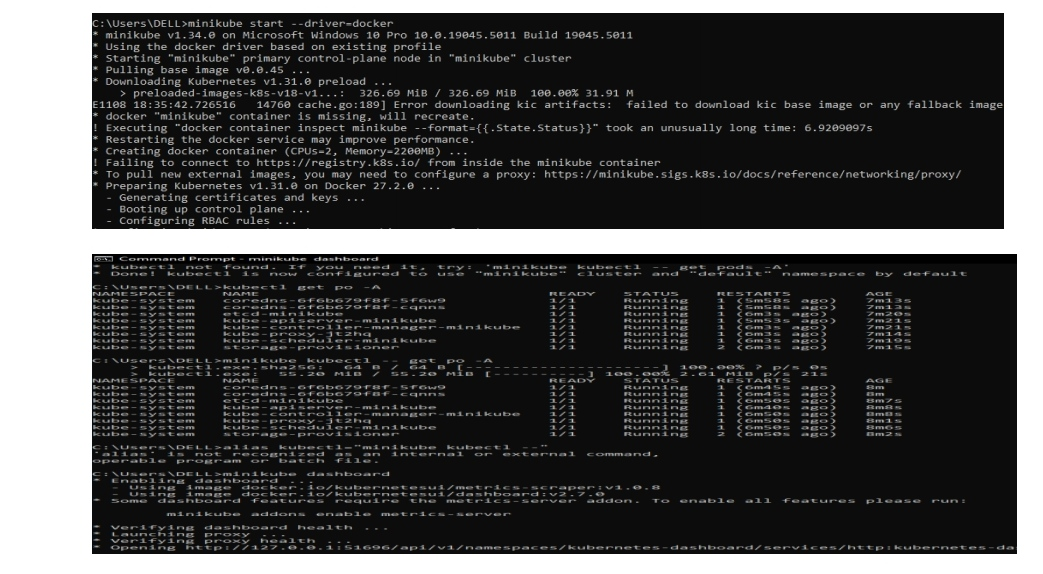 C:\Users\DELL>minikube start --driver=docker
* minikube v1.34.0 on Microsoft Windows 10 Pro 10.0.19045.5011 Build 19045.5011
* Using the docker driver based on existing profile
* Starting "minikube" primary control-plane node in "minikube" cluster
* Pulling base image v0.0.45 ...
* Downloading Kubernetes v1.31.0 preload ...
    > preloaded-images-k8s-v18-v1...:  326.69 MiB / 326.69 MiB  100.00% 31.91 M
E1108 18:35:42.726516   14760 cache.go:189] Error downloading kic artifacts:  failed to download kic base image or any fallback image
* docker "minikube" container is missing, will recreate.
! Executing "docker container inspect minikube --format={{.State.Status}}" took an unusually long time: 6.9209097s
* Restarting the docker service may improve performance.
* Creating docker container (CPUs=2, Memory=2200MB) ...
! Failing to connect to https://registry.k8s.io/ from inside the minikube container
* To pull new external images, you may need to configure a proxy: https://minikube.sigs.k8s.io/docs/reference/networking/proxy/
* Preparing Kubernetes v1.31.0 on Docker 27.2.0 ...
  - Generating certificates and keys ...
  - Booting up control plane ...
  - Configuring RBAC rules ...
Command Prompt - minikube dashboard
* kubectl not found. If you need it, try: 'minikube kubectl -- get pods -A'
* Done! kubectl is now configured to use "minikube" cluster and "default" namespace by default
C:\Users\DELL>kubectl get po -A
NAMESPACE     NAME                               READY   STATUS    RESTARTS        AGE
kube-system   coredns-6f6b679f8f-5f6w9           1/1     Running   1 (5m58s ago)   7m13s
kube-system   coredns-6f6b679f8f-cqnns           1/1     Running   1 (5m58s ago)   7m13s
kube-system   etcd-minikube                      1/1     Running   1 (6m3s ago)    7m20s
kube-system   kube-apiserver-minikube            1/1     Running   1 (5m53s ago)   7m21s
kube-system   kube-controller-manager-minikube   1/1     Running   1 (6m3s ago)    7m21s
kube-system   kube-proxy-jt2hq                   1/1     Running   1 (6m3s ago)    7m14s
kube-system   kube-scheduler-minikube            1/1     Running   1 (6m3s ago)    7m19s
kube-system   storage-provisioner                1/1     Running   2 (6m3s ago)    7m15s
C:\Users\DELL>minikube kubectl -- get po -A
    > kubectl.exe.sha256:  64 B / 64 B [-------------------------] 100.00% ? p/s 0s
    > kubectl.exe:  55.20 MiB / 55.20 MiB [-------------] 100.00% 2.61 MiB p/s 21s
NAMESPACE     NAME                               READY   STATUS    RESTARTS        AGE
kube-system   coredns-6f6b679f8f-5f6w9           1/1     Running   1 (6m45s ago)   8m
kube-system   coredns-6f6b679f8f-cqnns           1/1     Running   1 (6m45s ago)   8m
kube-system   etcd-minikube                      1/1     Running   1 (6m50s ago)   8m7s
kube-system   kube-apiserver-minikube            1/1     Running   1 (6m40s ago)   8m8s
kube-system   kube-controller-manager-minikube   1/1     Running   1 (6m50s ago)   8m8s
kube-system   kube-proxy-jt2hq                   1/1     Running   1 (6m50s ago)   8m1s
kube-system   kube-scheduler-minikube            1/1     Running   1 (6m50s ago)   8m6s
kube-system   storage-provisioner                1/1     Running   2 (6m50s ago)   8m2s
C:\Users\DELL>alias kubectl="minikube kubectl --"
'alias' is not recognized as an internal or external command,
operable program or batch file.
C:\Users\DELL>minikube dashboard
* Enabling dashboard ...
  - Using image docker.io/kubernetesui/metrics-scraper:v1.0.8
  - Using image docker.io/kubernetesui/dashboard:v2.7.0
* Some dashboard features require the metrics-server addon. To enable all features please run:
        minikube addons enable metrics-server
* Verifying dashboard health ...
* Launching proxy ...
* Verifying proxy health ...
* Opening http://127.0.0.1:51696/api/v1/namespaces/kubernetes-dashboard/services/http:kubernetes-da